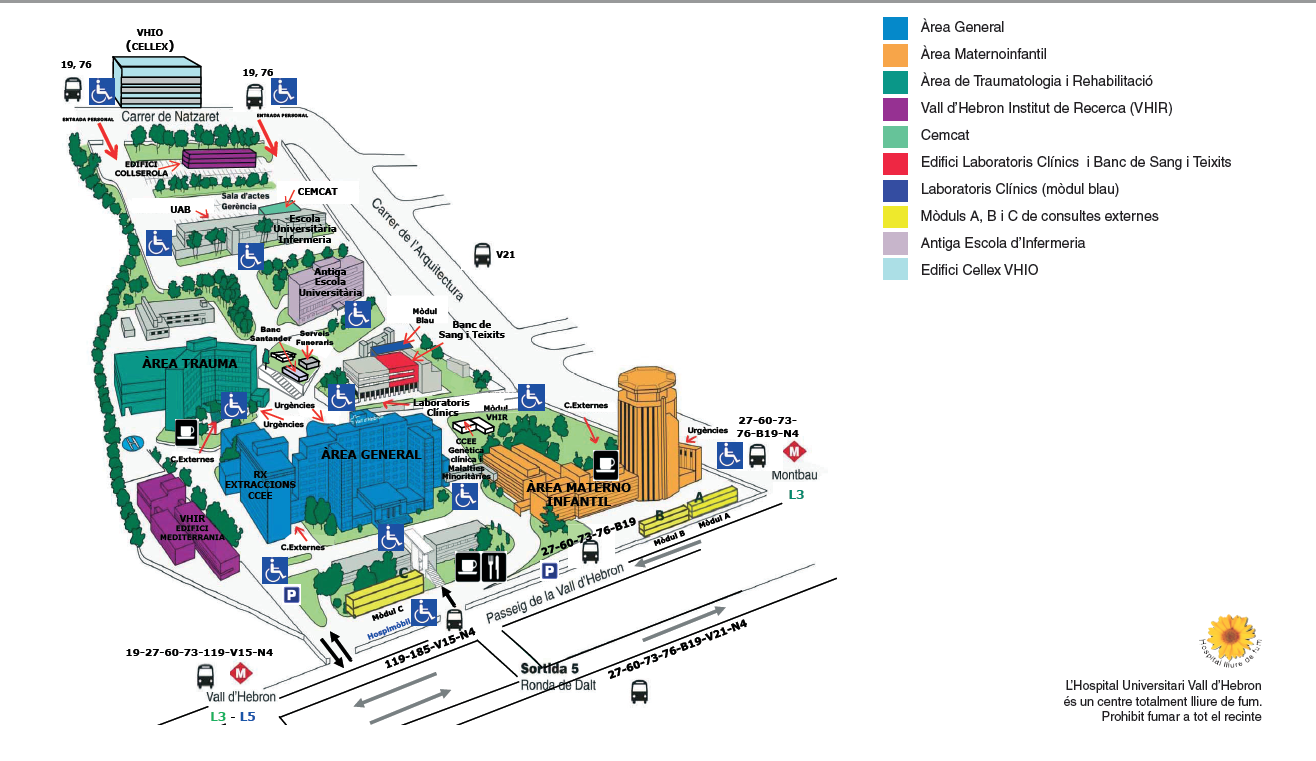 VHIO
(CELLEX)
19, 76
19, 76
ENTRADA PERSONAL
Carrer de Natzaret
ENTRADA PERSONAL
EDIFICI
COLLSEROLA
CEMCAT
Sala d'actes
Gerència
UAB
Escola
Universitària
Infermeria
Carrer de l'Arquitectura
V21
Antiga
Escola
Universitària
Mòdul
Blau
Banc de
Sang i Teixits
Banc
Santander
Serveis
Funeraris
ÀREA TRAUMA
Urgències
Urgències
Laboratoris
Clínics
Mòdul
VHIR
C.Externes
Vall d'Hebron
H
C.Externes
RX
EXTRACCIONS
CCEE
ÀREA GENERAL
CCEE
Genètica
clínica i
Malalties
Minoritàries
Urgències
27-60-73-
76-B19-N4
M
Montbau
L3
ÀREA MATERNO
INFANTIL
A
B
Mòdul A
Mòdul B
VHIR
EDIFICI
MEDITERRANIA
C.Externes
27-60-73-76-B19
P
P
C
Mòdul C
Hospimòbil
Passeig de la Vall d'Hebron
119-185-V15-N4
27-60-73-76-B19-V21-N4
Sortida 5
Ronda de Dalt
19-27-60-73-119-V15-N4
M
Vall d'Hebron
L3 - L5
Àrea General
Àrea Maternoinfantil
Àrea de Traumatologia i Rehabilitació
Vall d'Hebron Institut de Recerca (VHIR)
Cemcat
Edifici Laboratoris Clínics i Banc de Sang i Teixits
Laboratoris Clínics (mòdul blau)
Mòduls A, B i C de consultes externes
Antiga Escola d'Infermeria
Edifici Cellex VHIO
Hospital lliure de fum
L'Hospital Universitari Vall d'Hebron
és un centre totalment lliure de fum.
Prohibit fumar a tot el recinte